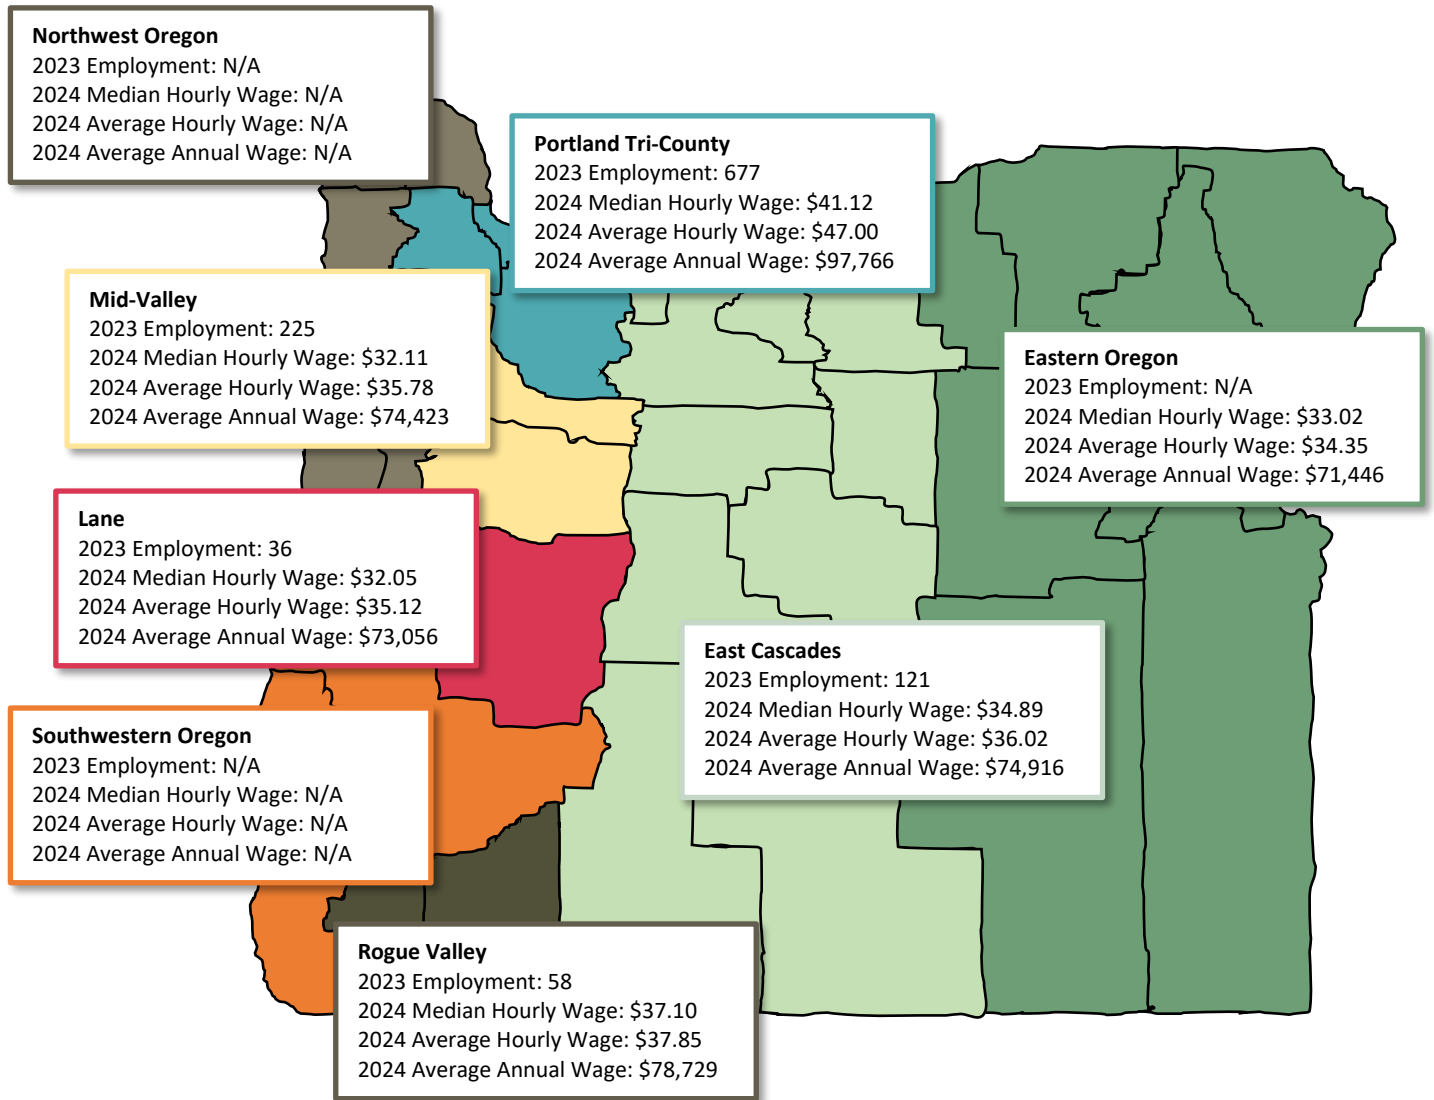 Northwest Oregon
2023 Employment: N/A
2024 Median Hourly Wage: N/A
2024 Average Hourly Wage: N/A
2024 Average Annual Wage: N/A
Portland Tri-County
2023 Employment: 677
2024 Median Hourly Wage: $41.12
2024 Average Hourly Wage: $47.00
2024 Average Annual Wage: $97,766
Mid-Valley
2023 Employment: 225
2024 Median Hourly Wage: $32.11
2024 Average Hourly Wage: $35.78
2024 Average Annual Wage: $74,423
Eastern Oregon
2023 Employment: N/A
2024 Median Hourly Wage: $33.02
2024 Average Hourly Wage: $34.35
2024 Average Annual Wage: $71,446
Lane
2023 Employment: 36
2024 Median Hourly Wage: $32.05
2024 Average Hourly Wage: $35.12
2024 Average Annual Wage: $73,056
East Cascades
2023 Employment: 121
2024 Median Hourly Wage: $34.89
2024 Average Hourly Wage: $36.02
2024 Average Annual Wage: $74,916
Southwestern Oregon
2023 Employment: N/A
2024 Median Hourly Wage: N/A
2024 Average Hourly Wage: N/A
2024 Average Annual Wage: N/A
Rogue Valley
2023 Employment: 58
2024 Median Hourly Wage: $37.10
2024 Average Hourly Wage: $37.85
2024 Average Annual Wage: $78,729